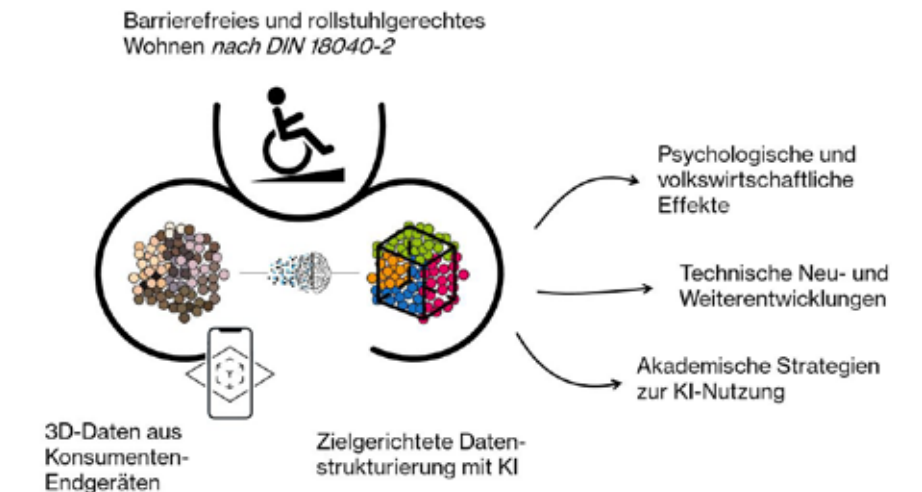 Barrierefreies und rollstuhlgerechtes
Wohnen nach DIN 18040-2
Psychologische und
volkswirtschaftliche
Effekte
Technische Neu- und
Weiterentwicklungen
Akademische Strategien
zur KI-Nutzung
3D-Daten aus
Konsumenten-
Endgeräten
Zielgerichtete Daten-
strukturierung mit KI